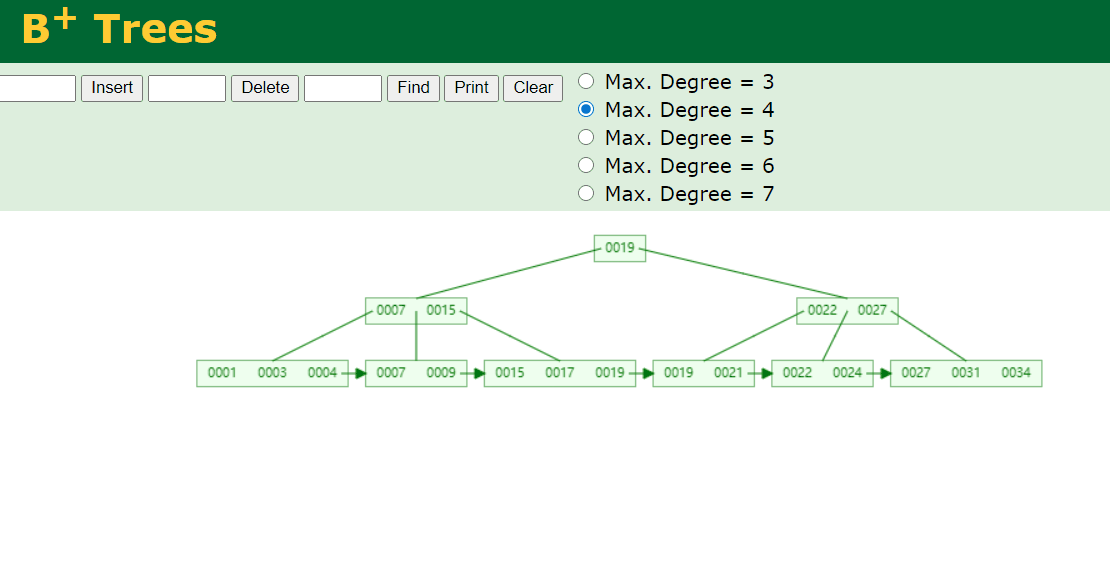 B+ Trees
Insert Delete Find Print Clear
Max. Degree = 3
Max. Degree = 4
Max. Degree = 5
Max. Degree = 6
Max. Degree = 7
0019
0007 0015 0022 0027
0001 0003 0004 0007 0009 0015 0017 0019 0019 0021 0022 0024 0027 0031 0034